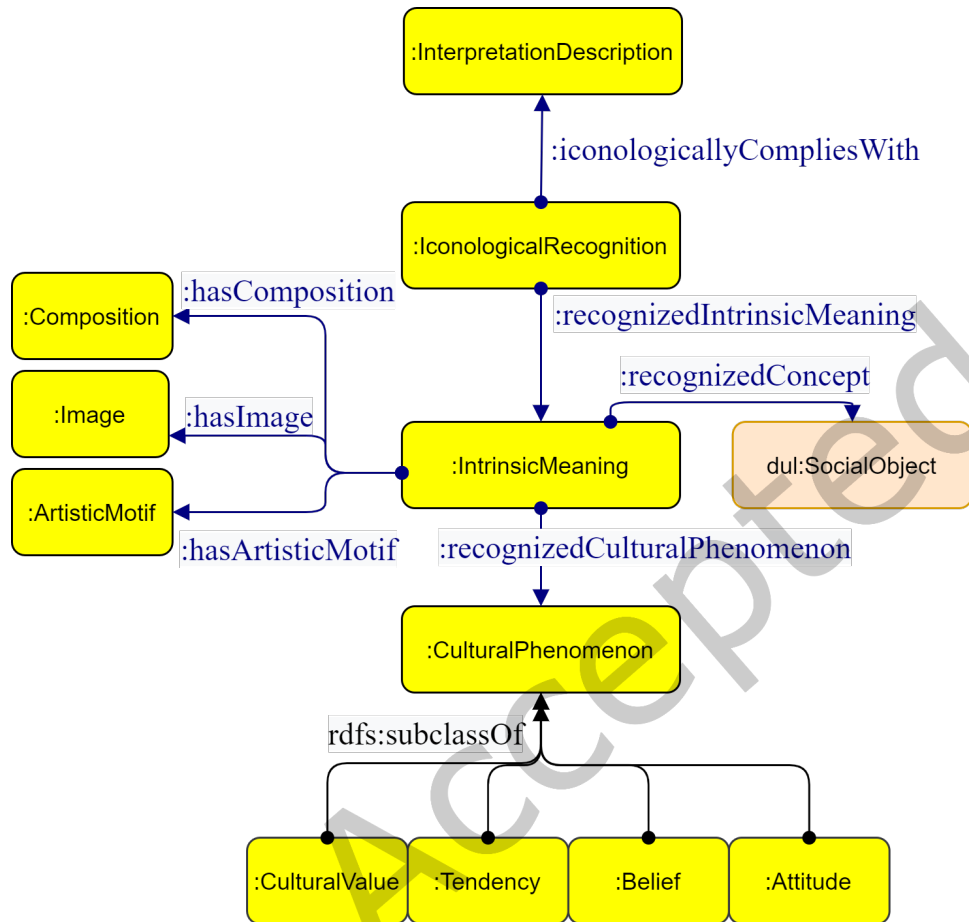 :InterpretationDescription
:iconologicallyCompliesWith
:IconologicalRecognition
:hasComposition
:Composition
:recognizedIntrinsicMeaning
:recognizedConcept
:Image
:hasImage
:IntrinsicMeaning
dul:SocialObject
:ArtisticMotif
:hasArtisticMotif
:recognizedCulturalPhenomenon
:CulturalPhenomenon
rdfs:subclassOf
:CulturalValue
:Tendency
:Belief
:Attitude
Accepted